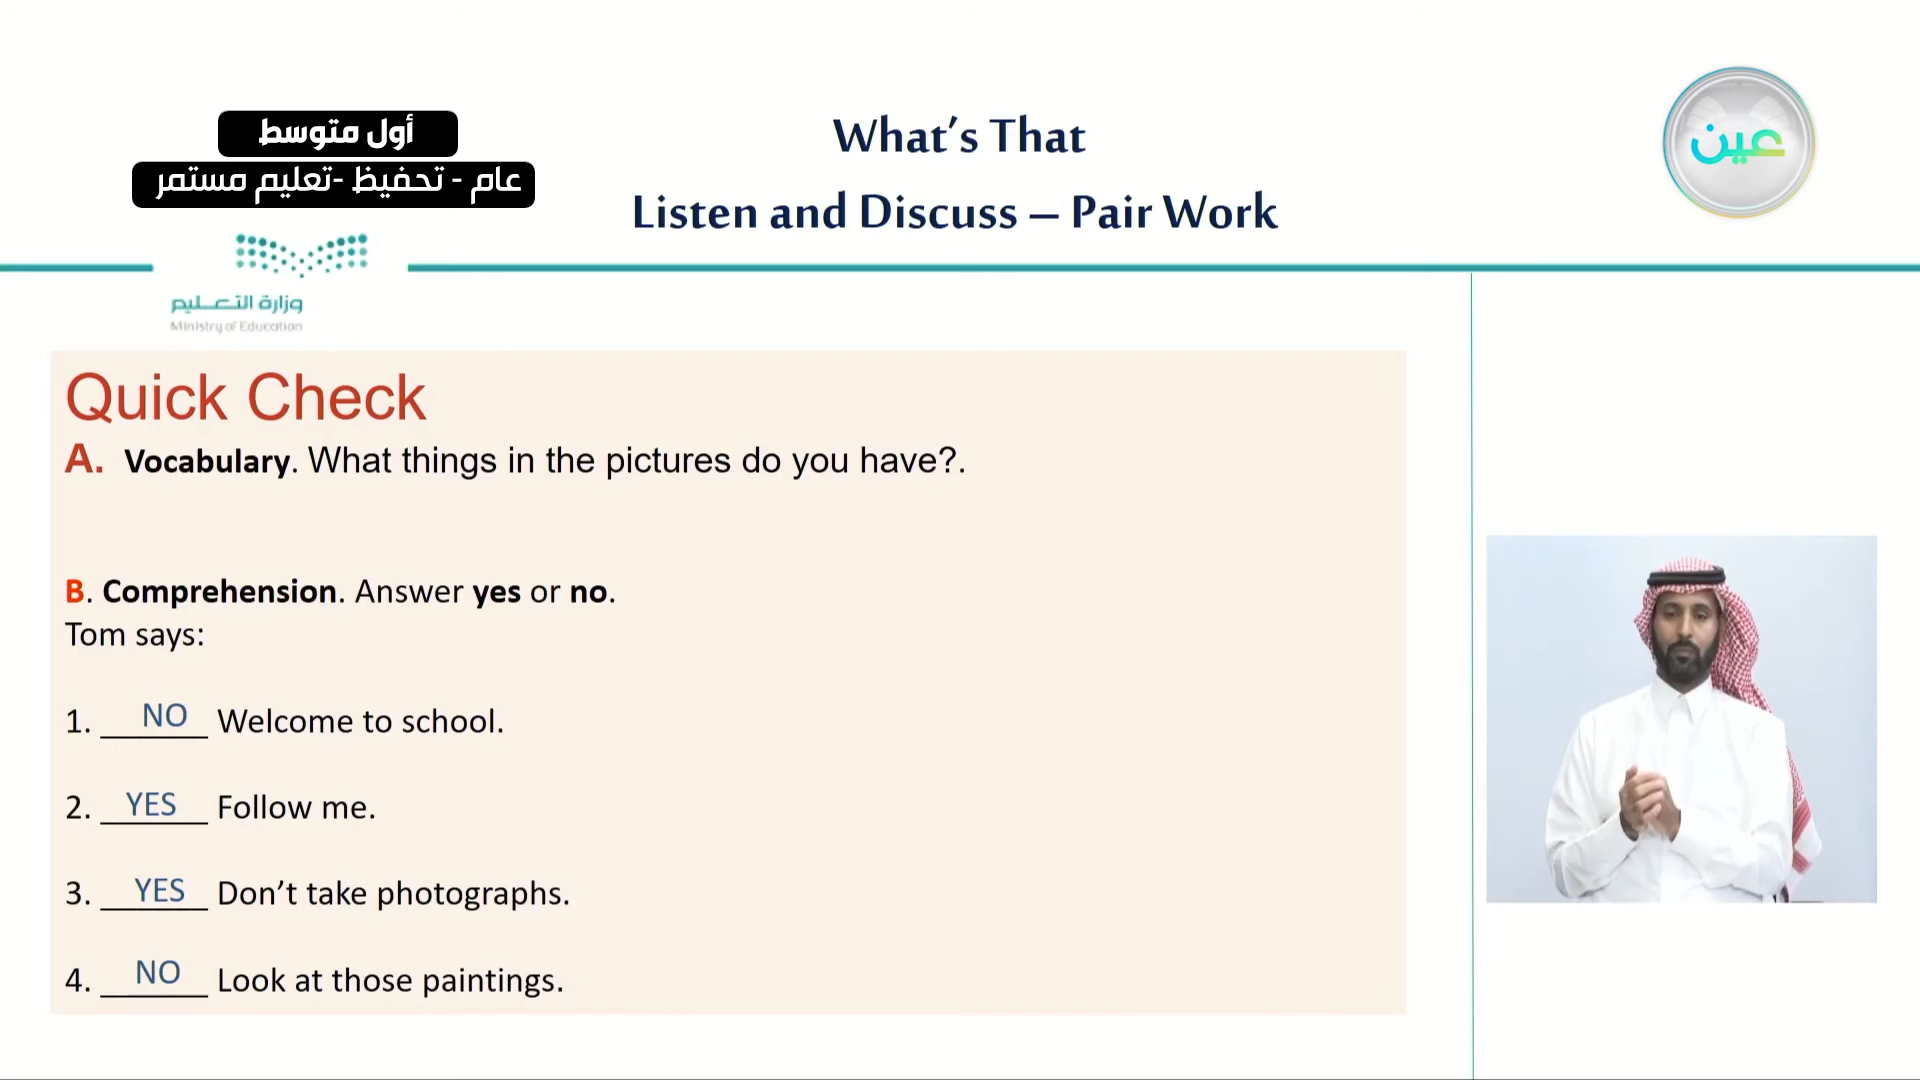 أول متوسط
عام - تحفيظ -تعليم مستمر
What's That
Listen and Discuss – Pair Work
عين
وزارة التعليم
Ministry of Education
Quick Check
A. Vocabulary. What things in the pictures do you have?.
B. Comprehension. Answer yes or no.
Tom says:
1. NO Welcome to school.
2. YES Follow me.
3. YES Don't take photographs.
4. NO Look at those paintings.